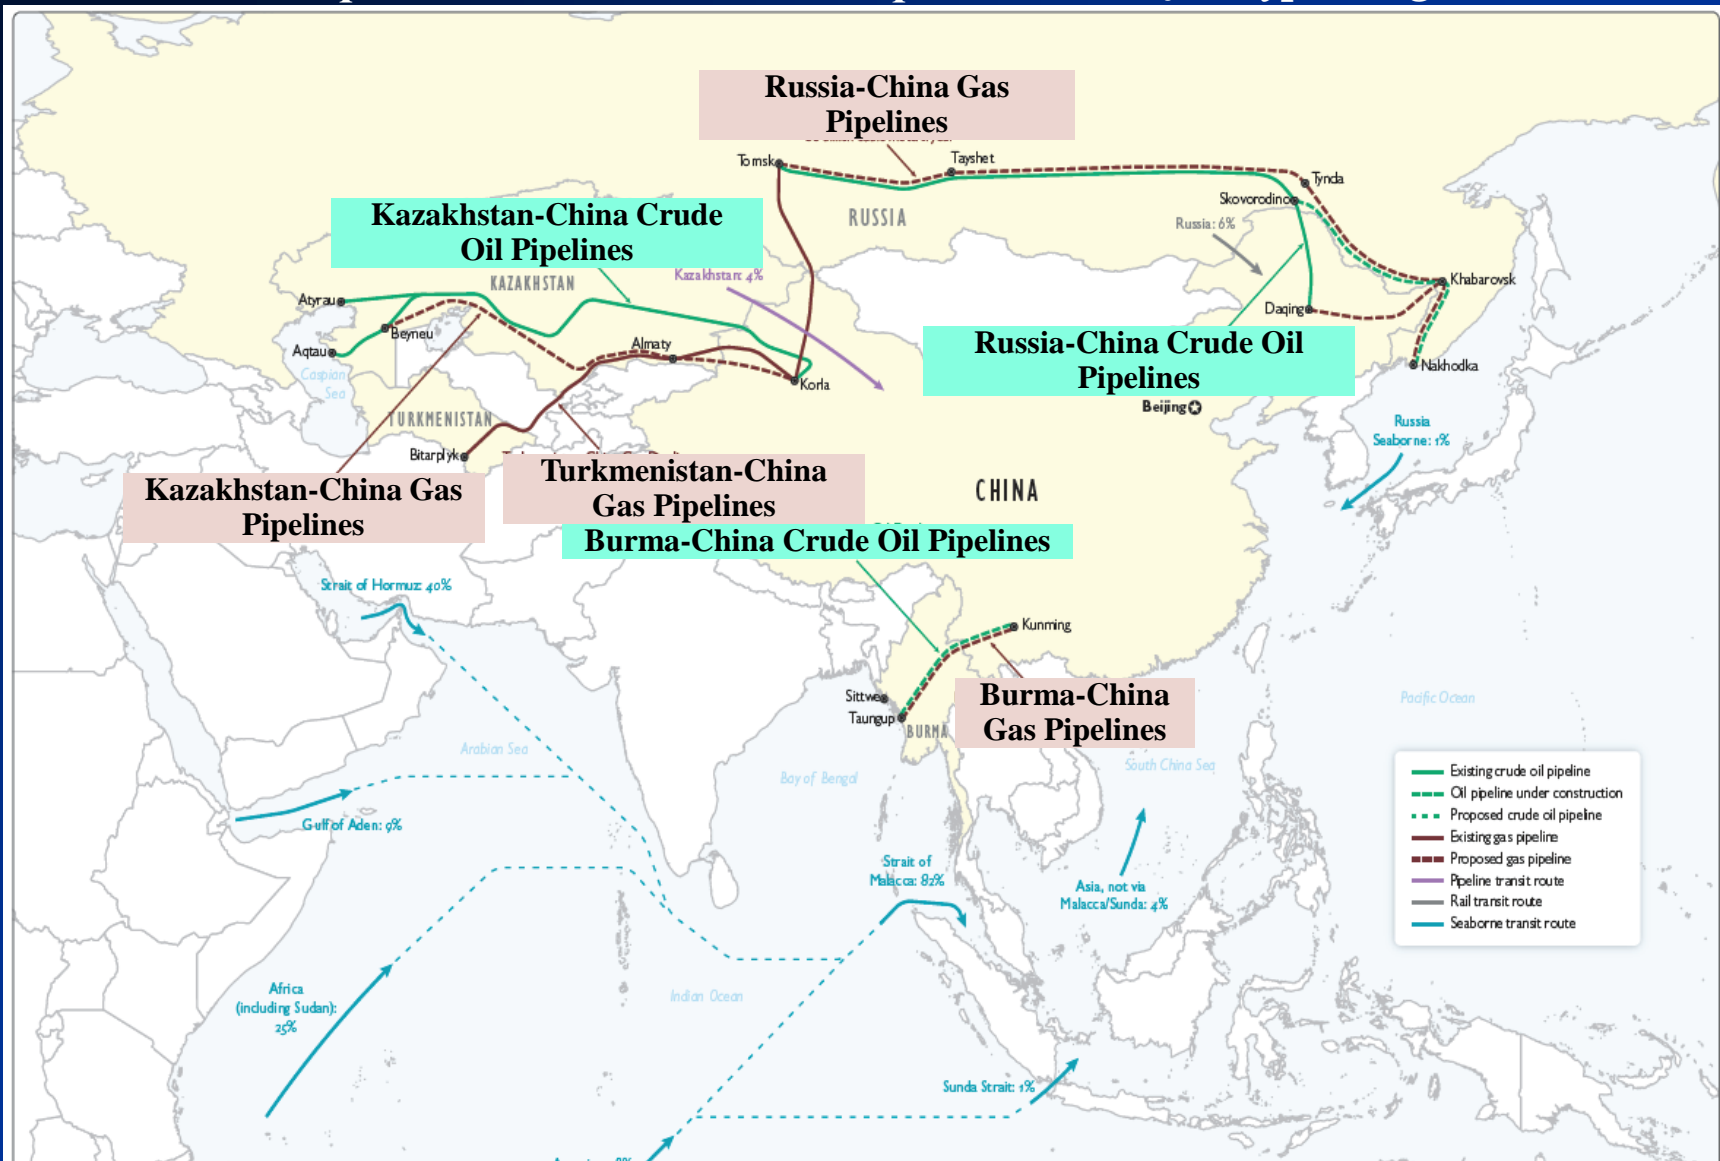 Russia-China Gas
Pipelines
Tomsk
Tayshet
Tynda
Skovorodino
RUSSIA
Russia: 6%
Kazakhstan-China Crude
Oil Pipelines
Kazakhstan: 4%
KAZAKHSTAN
Atyrau
Beyneu
Aqtau
Almaty
Korla
Khabarovsk
Daqing
Nakhodka
Russia-China Crude Oil
Pipelines
Beijing
Caspian
Sea
TURKMENISTAN
Bitarplyk
Russia
Seaborne: 1%
Kazakhstan-China Gas
Pipelines
Turkmenistan-China
Gas Pipelines
CHINA
Burma-China Crude Oil Pipelines
Strait of Hormuz: 40%
Kunming
Sittwe
Taungup
BURMA
Burma-China
Gas Pipelines
Pacific Ocean
Arabian Sea
Bay of Bengal
South China Sea
Gulf of Aden: 9%
Strait of
Malacca: 82%
Asia, not via
Malacca/Sunda: 4%
Existing crude oil pipeline
Oil pipeline under construction
Proposed crude oil pipeline
Existing gas pipeline
Proposed gas pipeline
Pipeline transit route
Rail transit route
Seaborne transit route
Africa
(including Sudan):
25%
Indian Ocean
Sunda Strait: 1%